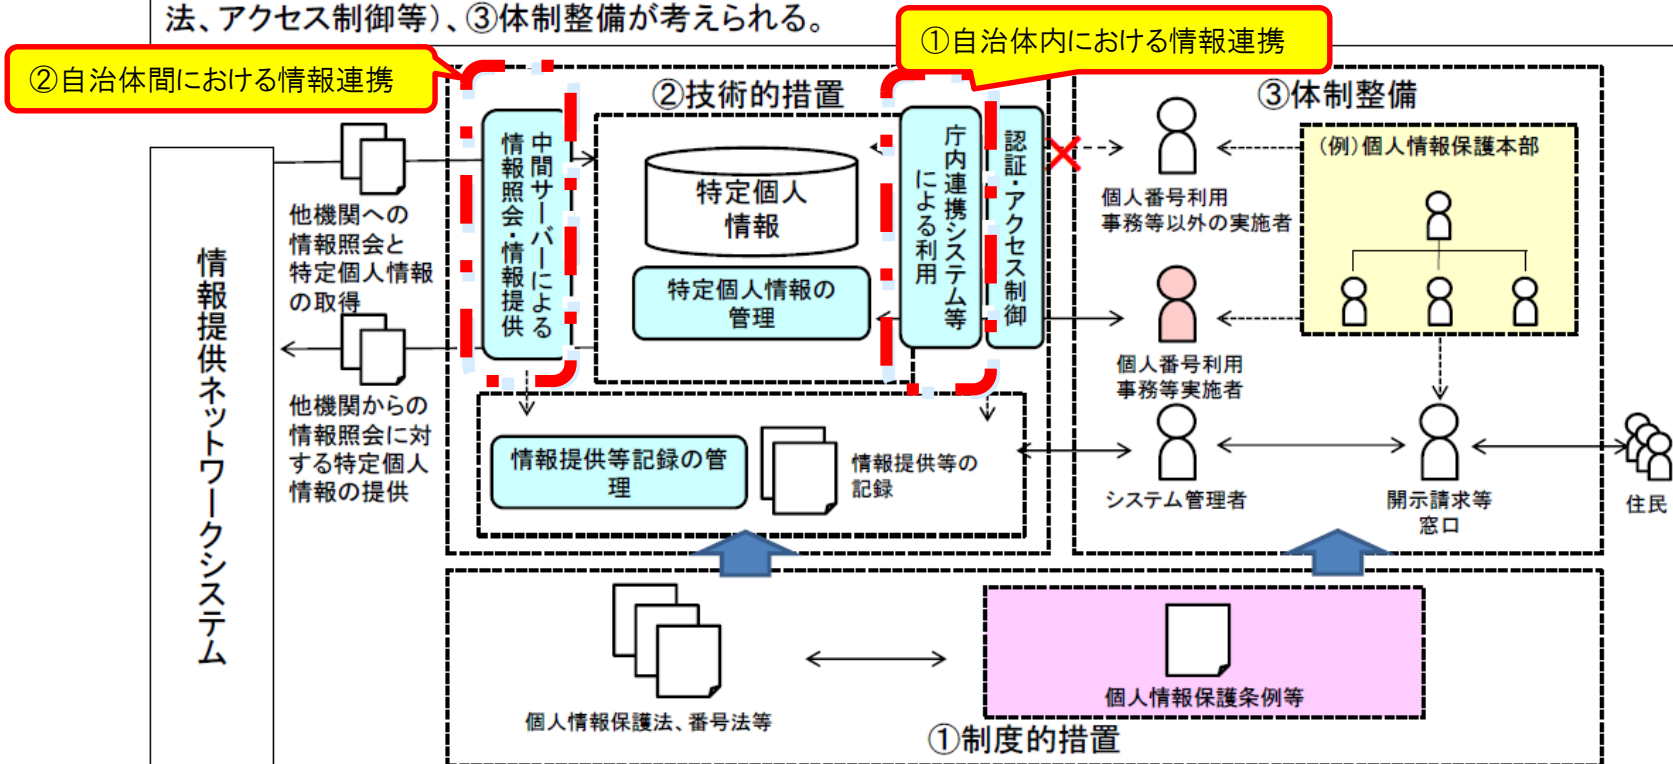 法、アクセス制御等）、③体制整備が考えられる。
①自治体内における情報連携
②自治体間における情報連携
②技術的措置
③体制整備
中間サーバーによる
情報照会・情報提供
特定個人
情報
特定個人情報の
管理
庁内連携システム等
による利用
認証・アクセス制御
(例)個人情報保護本部
個人番号利用
事務等以外の実施者
個人番号利用
事務等実施者
他機関への
情報照会と
特定個人情報
の取得
他機関からの
情報照会に対
する特定個人
情報の提供
情報提供ネットワークシステム
情報提供等記録の管
理
情報提供等の
記録
システム管理者
開示請求等
窓口
住民
個人情報保護法、番号法等
個人情報保護条例等
①制度的措置